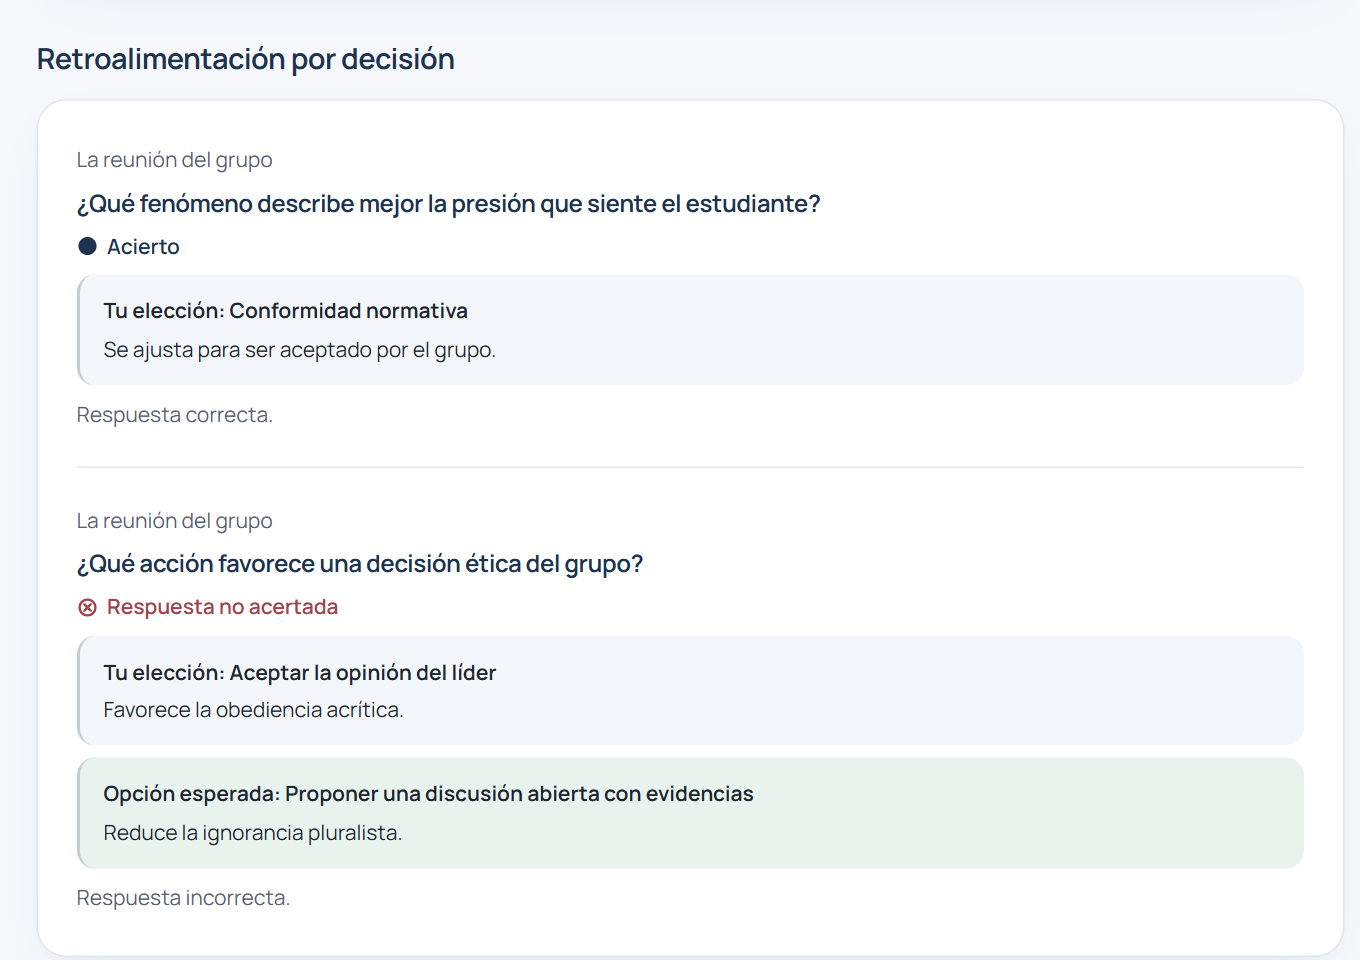 Retroalimentación por decisión
La reunión del grupo
¿Qué fenómeno describe mejor la presión que siente el estudiante?
Acierto
Tu elección: Conformidad normativa
Se ajusta para ser aceptado por el grupo.
Respuesta correcta.
La reunión del grupo
¿Qué acción favorece una decisión ética del grupo?
Respuesta no acertada
Tu elección: Aceptar la opinión del líder
Favorece la obediencia acrítica.
Opción esperada: Proponer una discusión abierta con evidencias
Reduce la ignorancia pluralista.
Respuesta incorrecta.